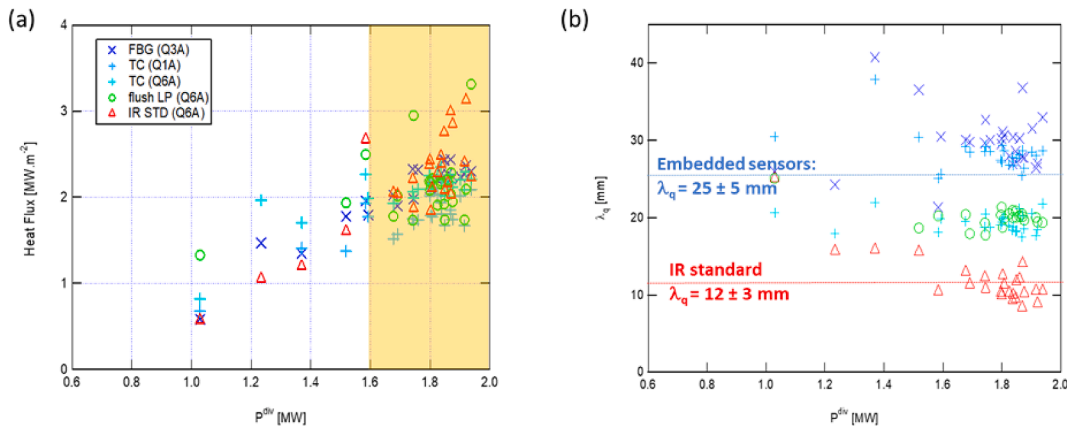 (a)
4
3
2
1
0
Heat Flux [MW.m⁻²]
FBG (Q3A)
TC (Q1A)
TC (Q6A)
flush LP (Q6A)
IR STD (Q6A)
0.6 0.8 1.0 1.2 1.4 1.6 1.8 2.0
P^div [MW]
(b)
40
30
20
10
0
λq [mm]
Embedded sensors:
λq = 25 ± 5 mm
IR standard
λq = 12 ± 3 mm
0.6 0.8 1.0 1.2 1.4 1.6 1.8 2.0
P^div [MW]